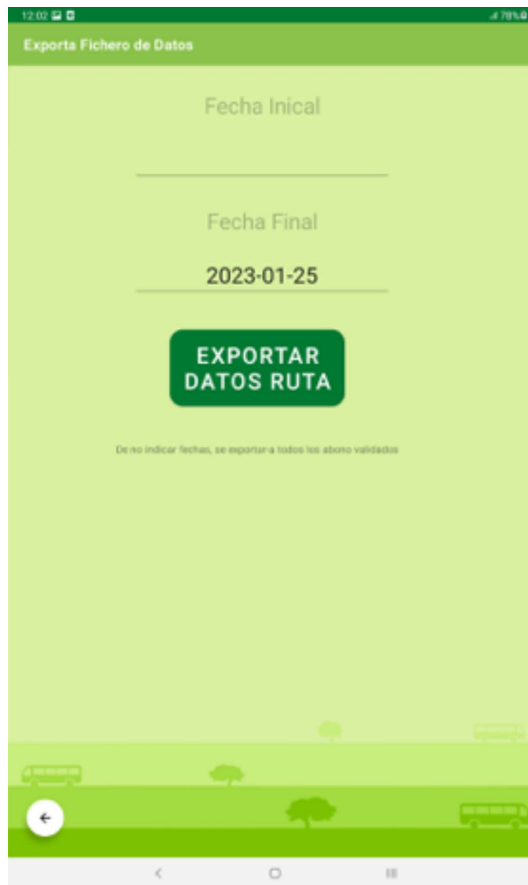 12:02
78%
Exporta Fichero de Datos
Fecha Inical
Fecha Final
2023-01-25
EXPORTAR
DATOS RUTA
De no indicar fechas, se exportar-a todos los abono validados